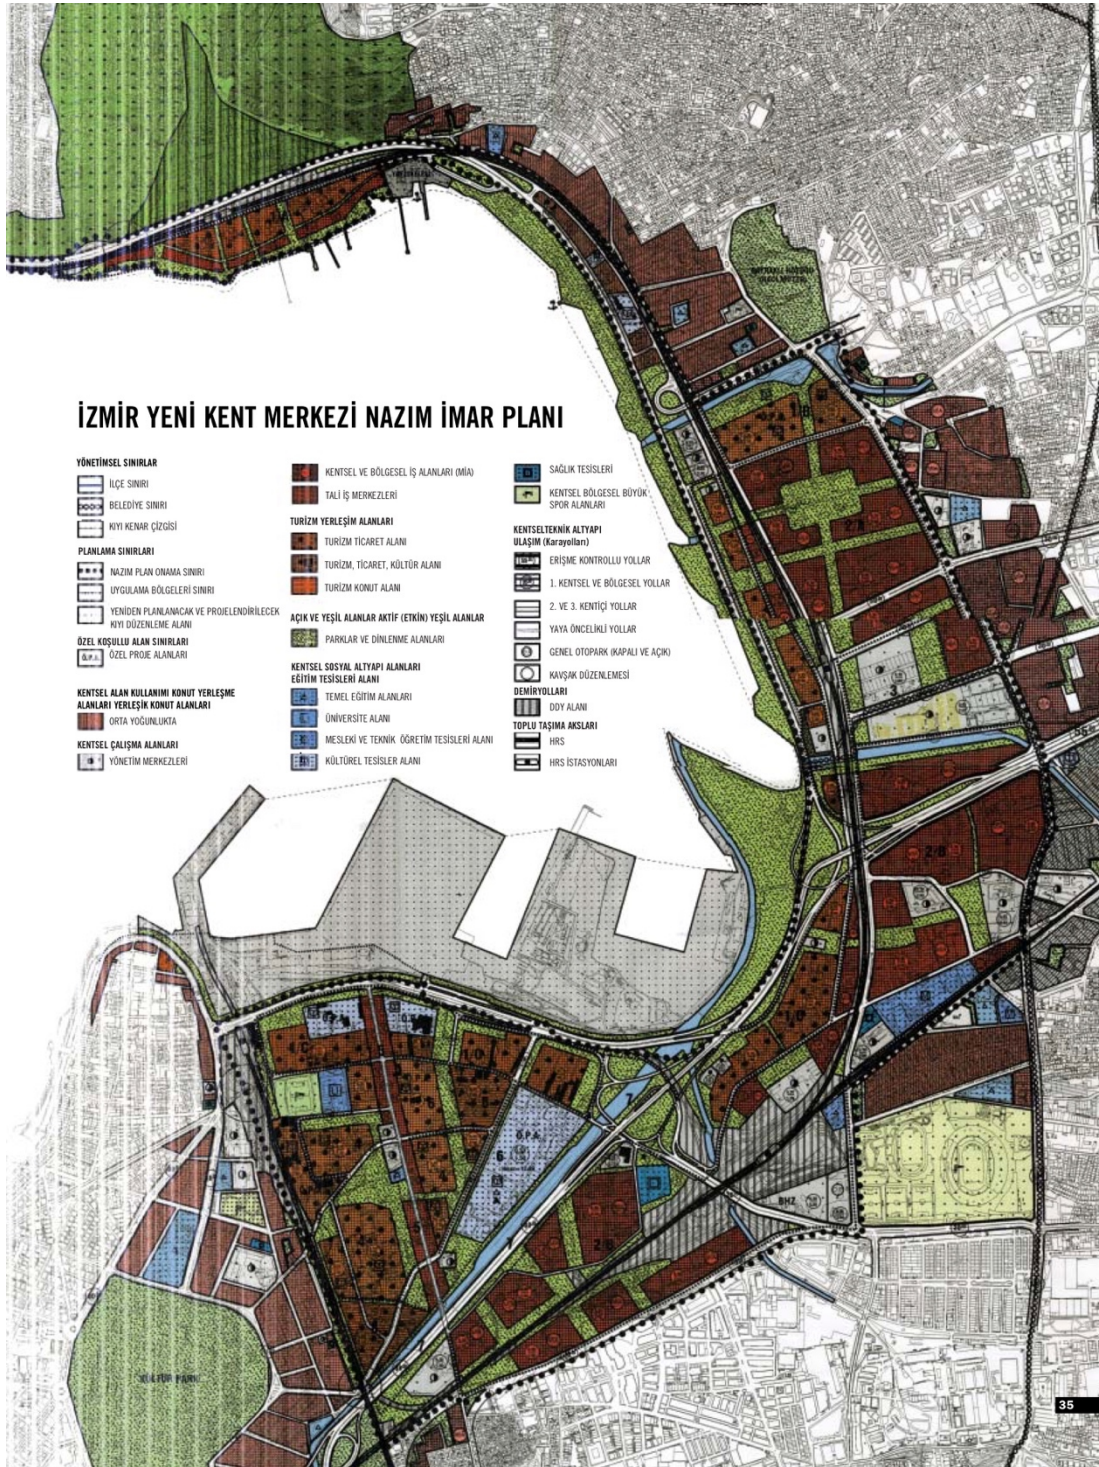 İZMİR YENİ KENT MERKEZİ NAZIM İMAR PLANI
YÖNETİMSEL SINIRLAR
İLÇE SINIRI
BELEDİYE SINIRI
KIYI KENAR ÇİZGİSİ
PLANLAMA SINIRLARI
NAZIM PLAN ONAMA SINIRI
UYGULAMA BÖLGELERİ SINIRI
YENİDEN PLANLANACAK VE PROJELENDİRİLECEK
KIYI DÜZENLEME ALANI
ÖZEL KOŞULLU ALAN SINIRLARI
Ö.P.A.
ÖZEL PROJE ALANLARI
KENTSEL ALAN KULLANIMI KONUT YERLEŞME
ALANLARI YERLEŞİK KONUT ALANLARI
ORTA YOĞUNLUKTA
KENTSEL ÇALIŞMA ALANLARI
YÖNETİM MERKEZLERİ
KENTSEL VE BÖLGESEL İŞ ALANLARI (MİA)
TALİ İŞ MERKEZLERİ
TURİZM YERLEŞİM ALANLARI
TURİZM TİCARET ALANI
TURİZM, TİCARET, KÜLTÜR ALANI
TURİZM KONUT ALANI
AÇIK VE YEŞİL ALANLAR AKTİF (ETKİN) YEŞİL ALANLAR
PARKLAR VE DİNLENME ALANLARI
KENTSEL SOSYAL ALTYAPI ALANLARI
EĞİTİM TESİSLERİ ALANI
TEMEL EĞİTİM ALANLARI
ÜNİVERSİTE ALANI
MESLEKİ VE TEKNİK ÖĞRETİM TESİSLERİ ALANI
KÜLTÜREL TESİSLER ALANI
SAĞLIK TESİSLERİ
KENTSEL BÖLGESEL BÜYÜK
SPOR ALANLARI
KENTSELTEKNİK ALTYAPI
ULAŞIM (Karayolları)
ERİŞME KONTROLLU YOLLAR
1. KENTSEL VE BÖLGESEL YOLLAR
2. VE 3. KENTİÇİ YOLLAR
YAYA ÖNCELİKLİ YOLLAR
GENEL OTOPARK (KAPALI VE AÇIK)
KAVŞAK DÜZENLEMESİ
DEMİRYOLLARI
DDY ALANI
TOPLU TAŞIMA AKSLARI
HRS
HRS İSTASYONLARI
3
2/B
Ö.P.A.
6
7
BHZ
KÜLTÜR PARK
35